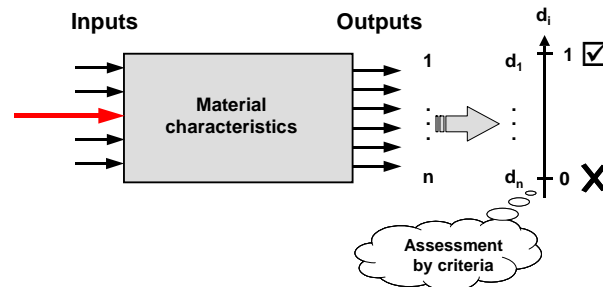 Inputs
Outputs
d_i
Material
characteristics
1
.
.
.
n
d_1
.
.
.
d_n
1
0
Assessment
by criteria